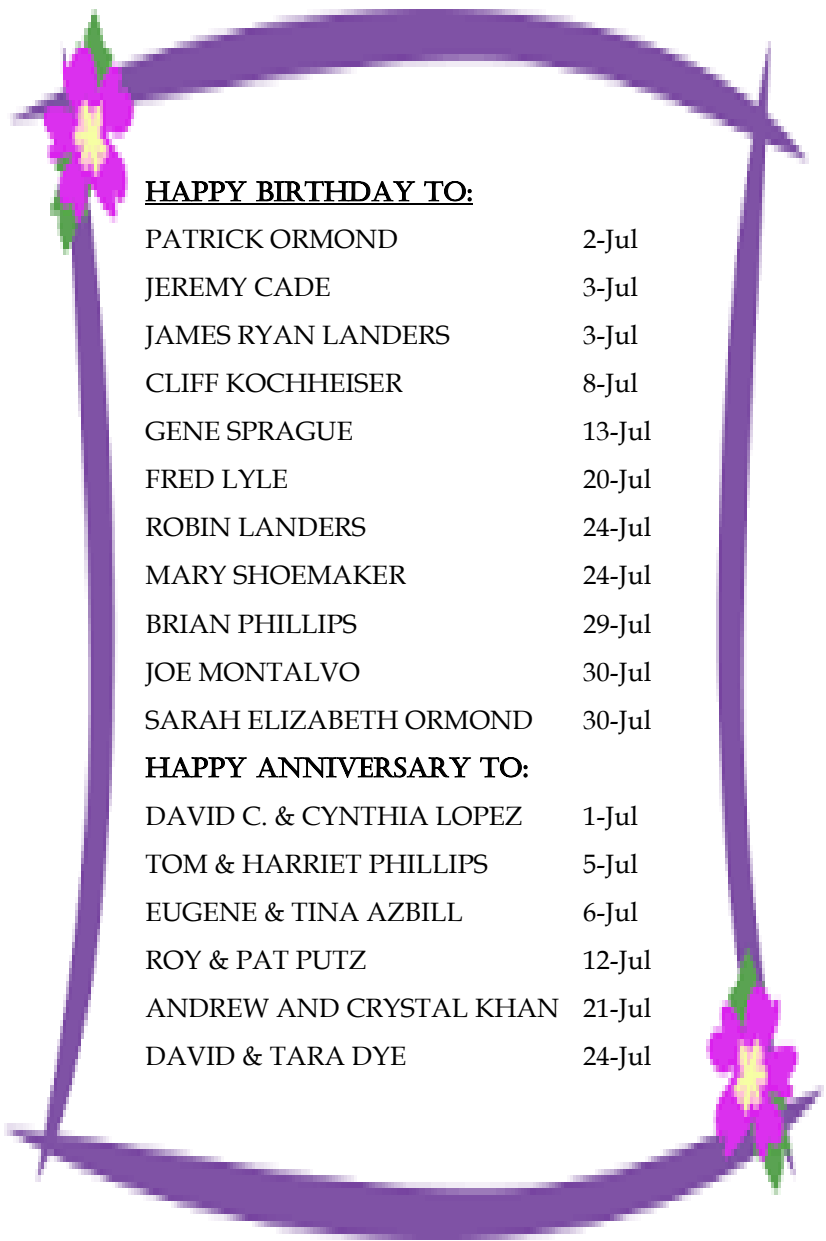 HAPPY BIRTHDAY TO:
PATRICK ORMOND 2-Jul
JEREMY CADE 3-Jul
JAMES RYAN LANDERS 3-Jul
CLIFF KOCHHEISER 8-Jul
GENE SPRAGUE 13-Jul
FRED LYLE 20-Jul
ROBIN LANDERS 24-Jul
MARY SHOEMAKER 24-Jul
BRIAN PHILLIPS 29-Jul
JOE MONTALVO 30-Jul
SARAH ELIZABETH ORMOND 30-Jul
HAPPY ANNIVERSARY TO:
DAVID C. & CYNTHIA LOPEZ 1-Jul
TOM & HARRIET PHILLIPS 5-Jul
EUGENE & TINA AZBILL 6-Jul
ROY & PAT PUTZ 12-Jul
ANDREW AND CRYSTAL KHAN 21-Jul
DAVID & TARA DYE 24-Jul